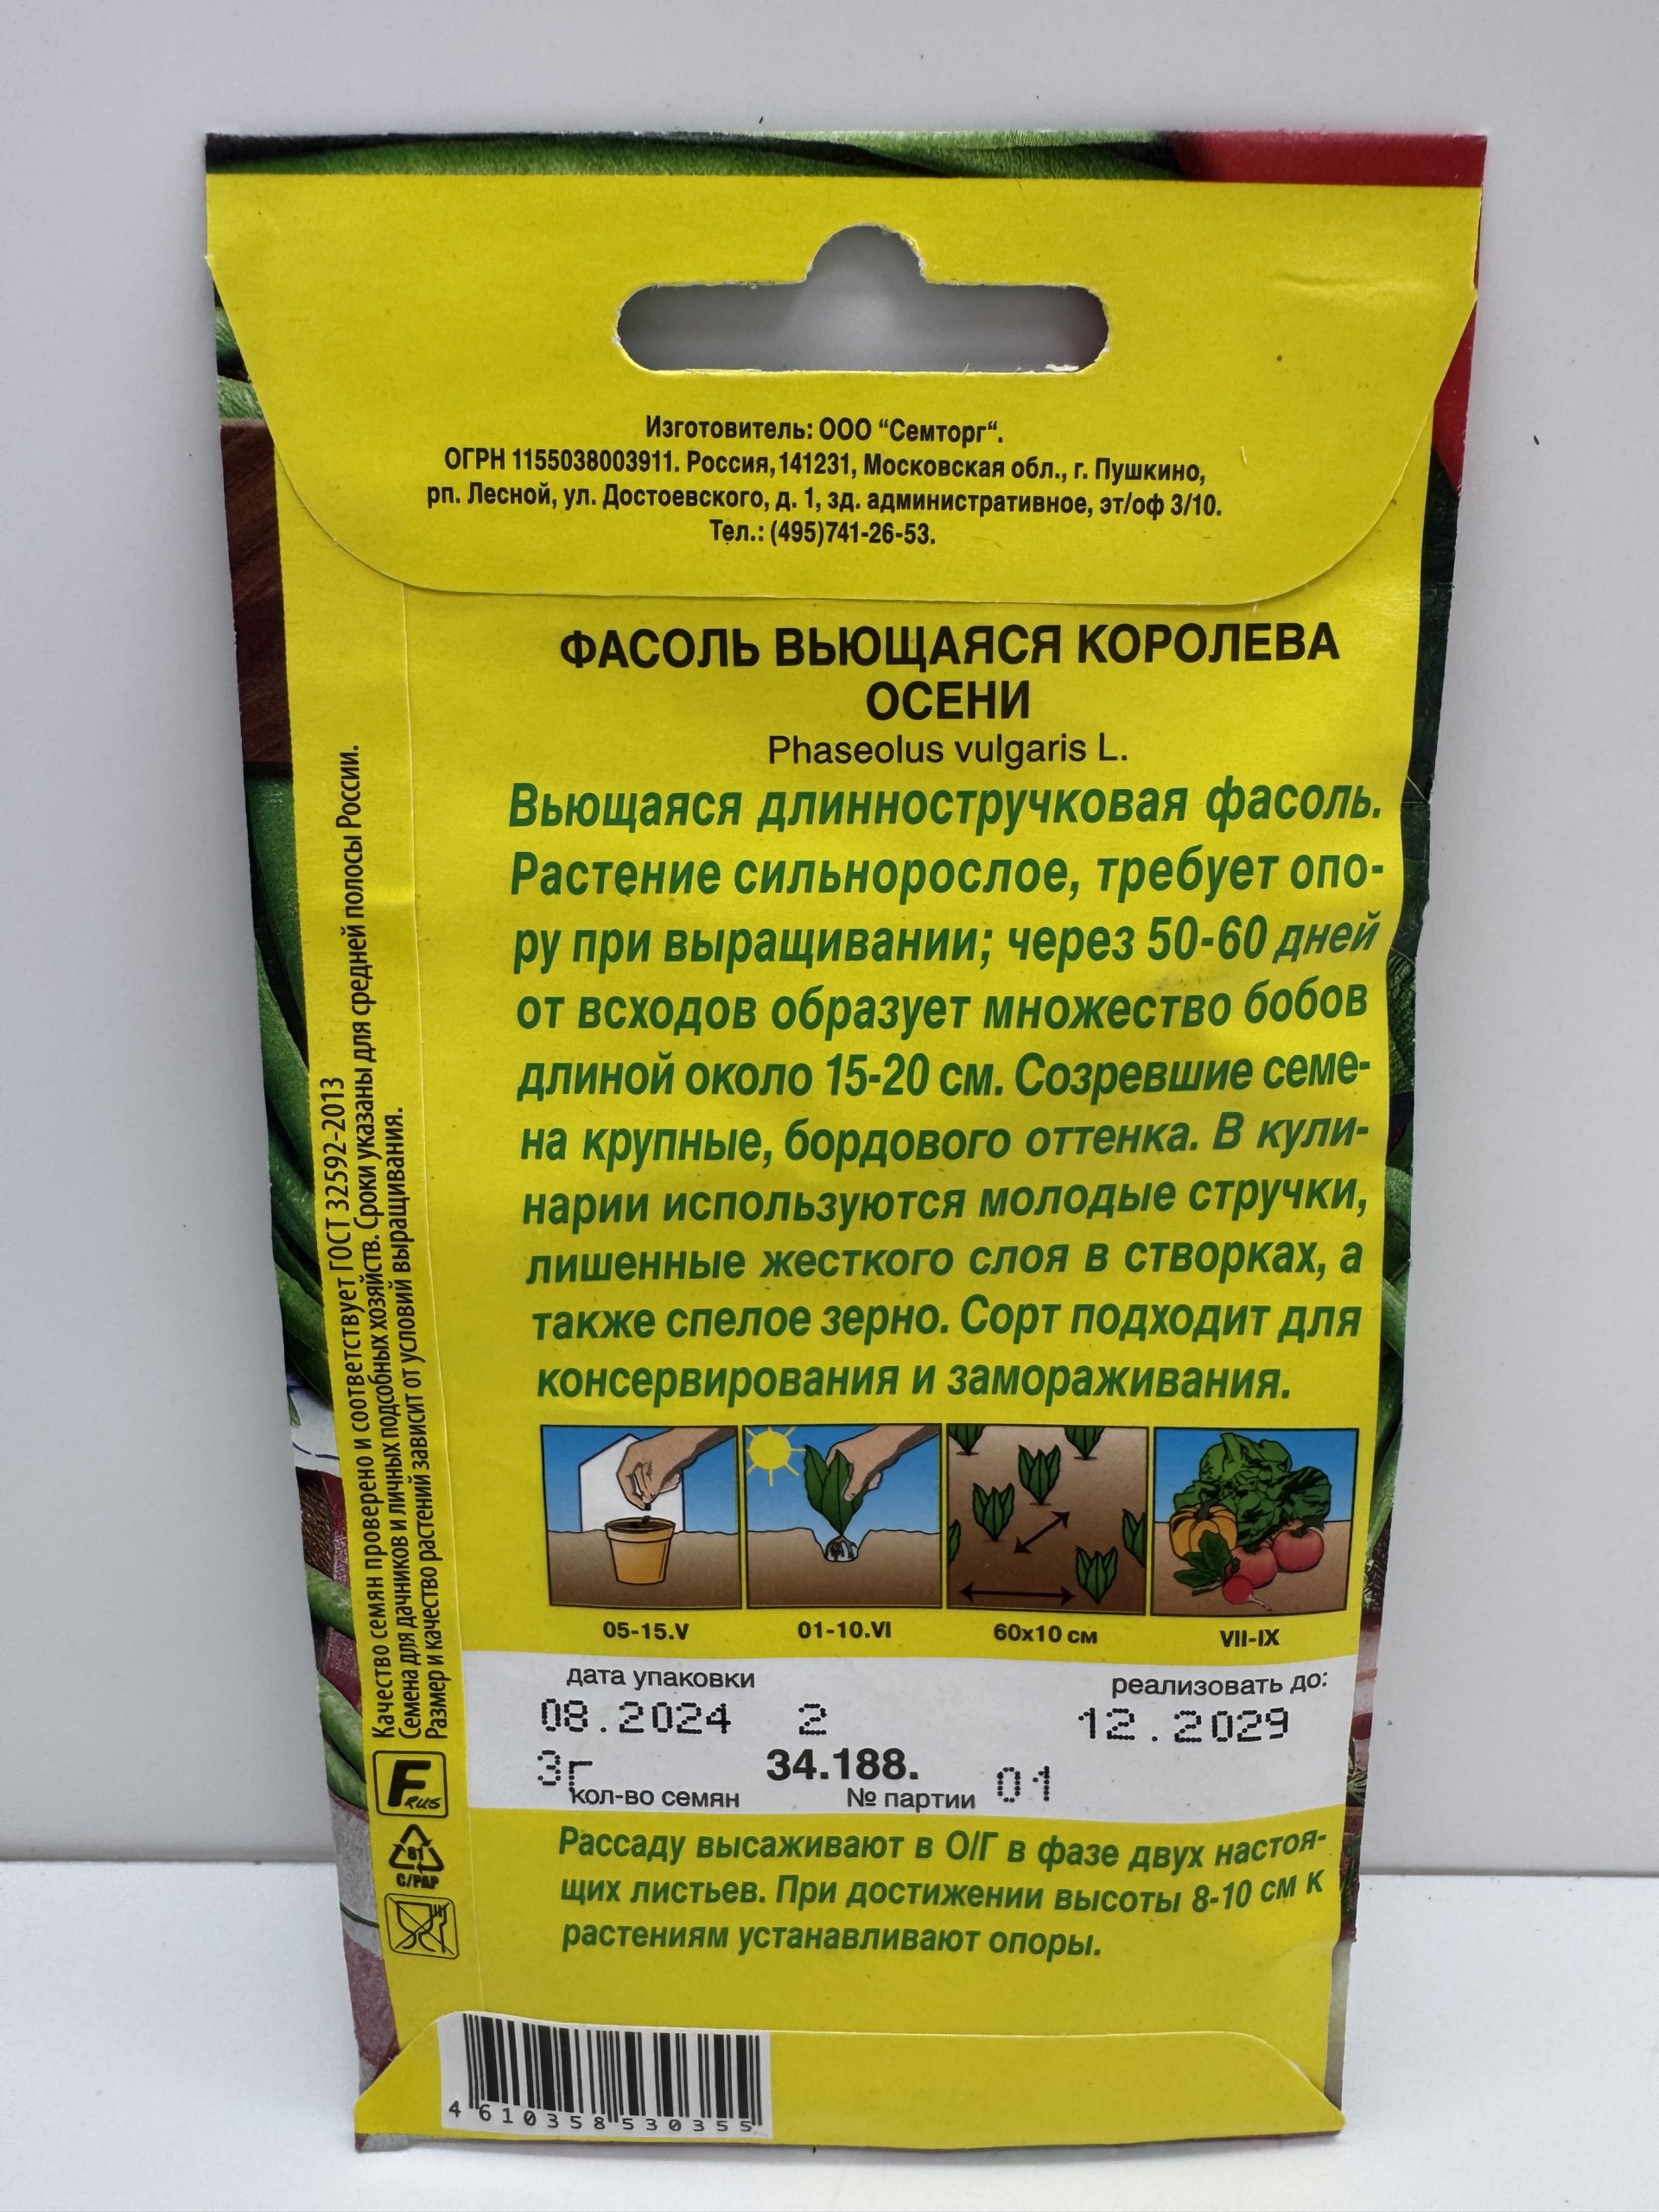 Изготовитель: ООО “Семторг“.
ОГРН 1155038003911. Россия, 141231, Московская обл., г. Пушкино,
рп. Лесной, ул. Достоевского, д. 1, зд. административное, эт/оф 3/10.
Тел.: (495)741-26-53.
ФАСОЛЬ ВЬЮЩАЯСЯ КОРОЛЕВА
ОСЕНИ
Phaseolus vulgaris L.
Вьющаяся длинностручковая фасоль.
Растение сильнорослое, требует опо-
ру при выращивании; через 50-60 дней
от всходов образует множество бобов
длиной около 15-20 см. Созревшие семе-
на крупные, бордового оттенка. В кули-
нарии используются молодые стручки,
лишенные жесткого слоя в створках, а
также спелое зерно. Сорт подходит для
консервирования и замораживания.
05-15.V
01-10.VI
60х10 см
VII-IX
дата упаковки
реализовать до:
08.2024 2 12.2029
3г 34.188. 01
кол-во семян № партии
Рассаду высаживают в О/Г в фазе двух настоя-
щих листьев. При достижении высоты 8-10 см к
растениям устанавливают опоры.
Качество семян проверено и соответствует ГОСТ 32592-2013
Семена для дачников и личных подсобных хозяйств. Сроки указаны для средней полосы России.
Размер и качество растений зависит от условий выращивания.
F RUS
81
C/PAP
4 610358 530355